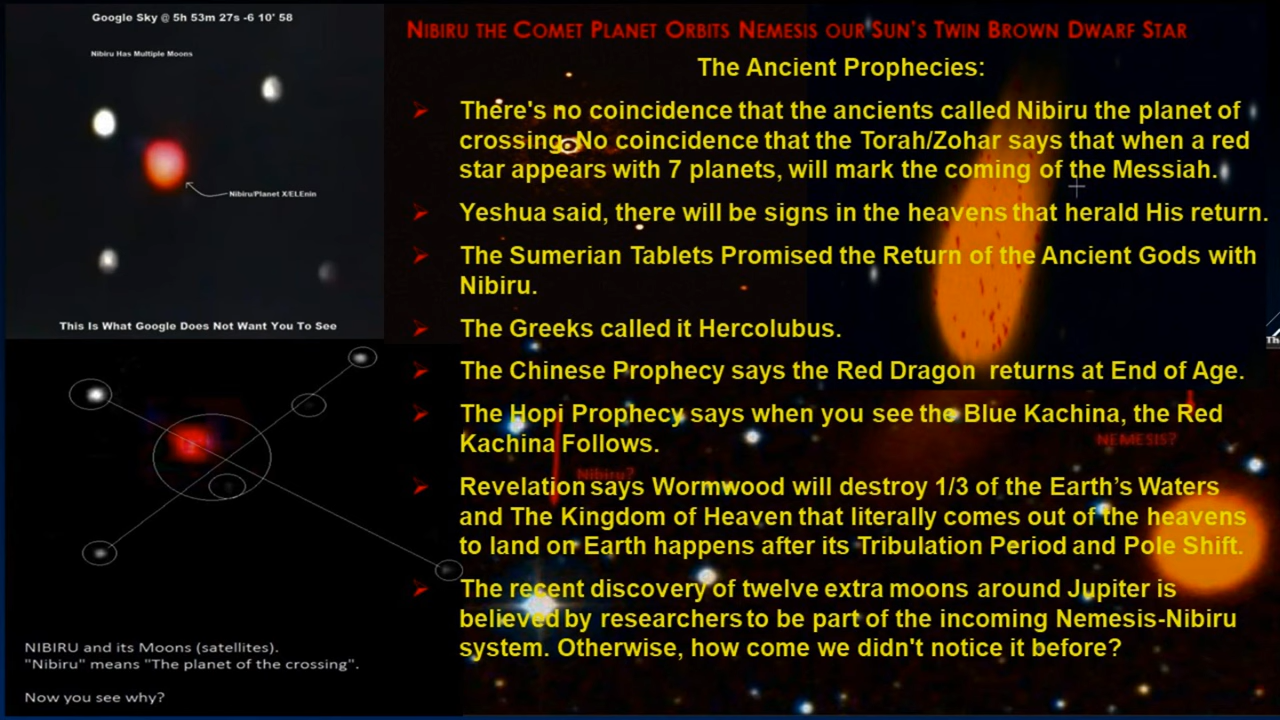 Google Sky @ 5h 53m 27s -6 10' 58
Nibiru Has Multiple Moons
Nibiru/Planet X/ELEnin
This Is What Google Does Not Want You To See
NIBIRU and its Moons (satellites).
"Nibiru" means "The planet of the crossing".
Now you see why?
NIBIRU THE COMET PLANET ORBITS NEMESIS OUR SUN'S TWIN BROWN DWARF STAR
The Ancient Prophecies:
There's no coincidence that the ancients called Nibiru the planet of
crossing. No coincidence that the Torah/Zohar says that when a red
star appears with 7 planets, will mark the coming of the Messiah.
Yeshua said, there will be signs in the heavens that herald His return.
The Sumerian Tablets Promised the Return of the Ancient Gods with
Nibiru.
The Greeks called it Hercolubus.
The Chinese Prophecy says the Red Dragon returns at End of Age.
The Hopi Prophecy says when you see the Blue Kachina, the Red
Kachina Follows.
Revelation says Wormwood will destroy 1/3 of the Earth's Waters
and The Kingdom of Heaven that literally comes out of the heavens
to land on Earth happens after its Tribulation Period and Pole Shift.
The recent discovery of twelve extra moons around Jupiter is
believed by researchers to be part of the incoming Nemesis-Nibiru
system. Otherwise, how come we didn't notice it before?
Nibiru?
NEMESIS?